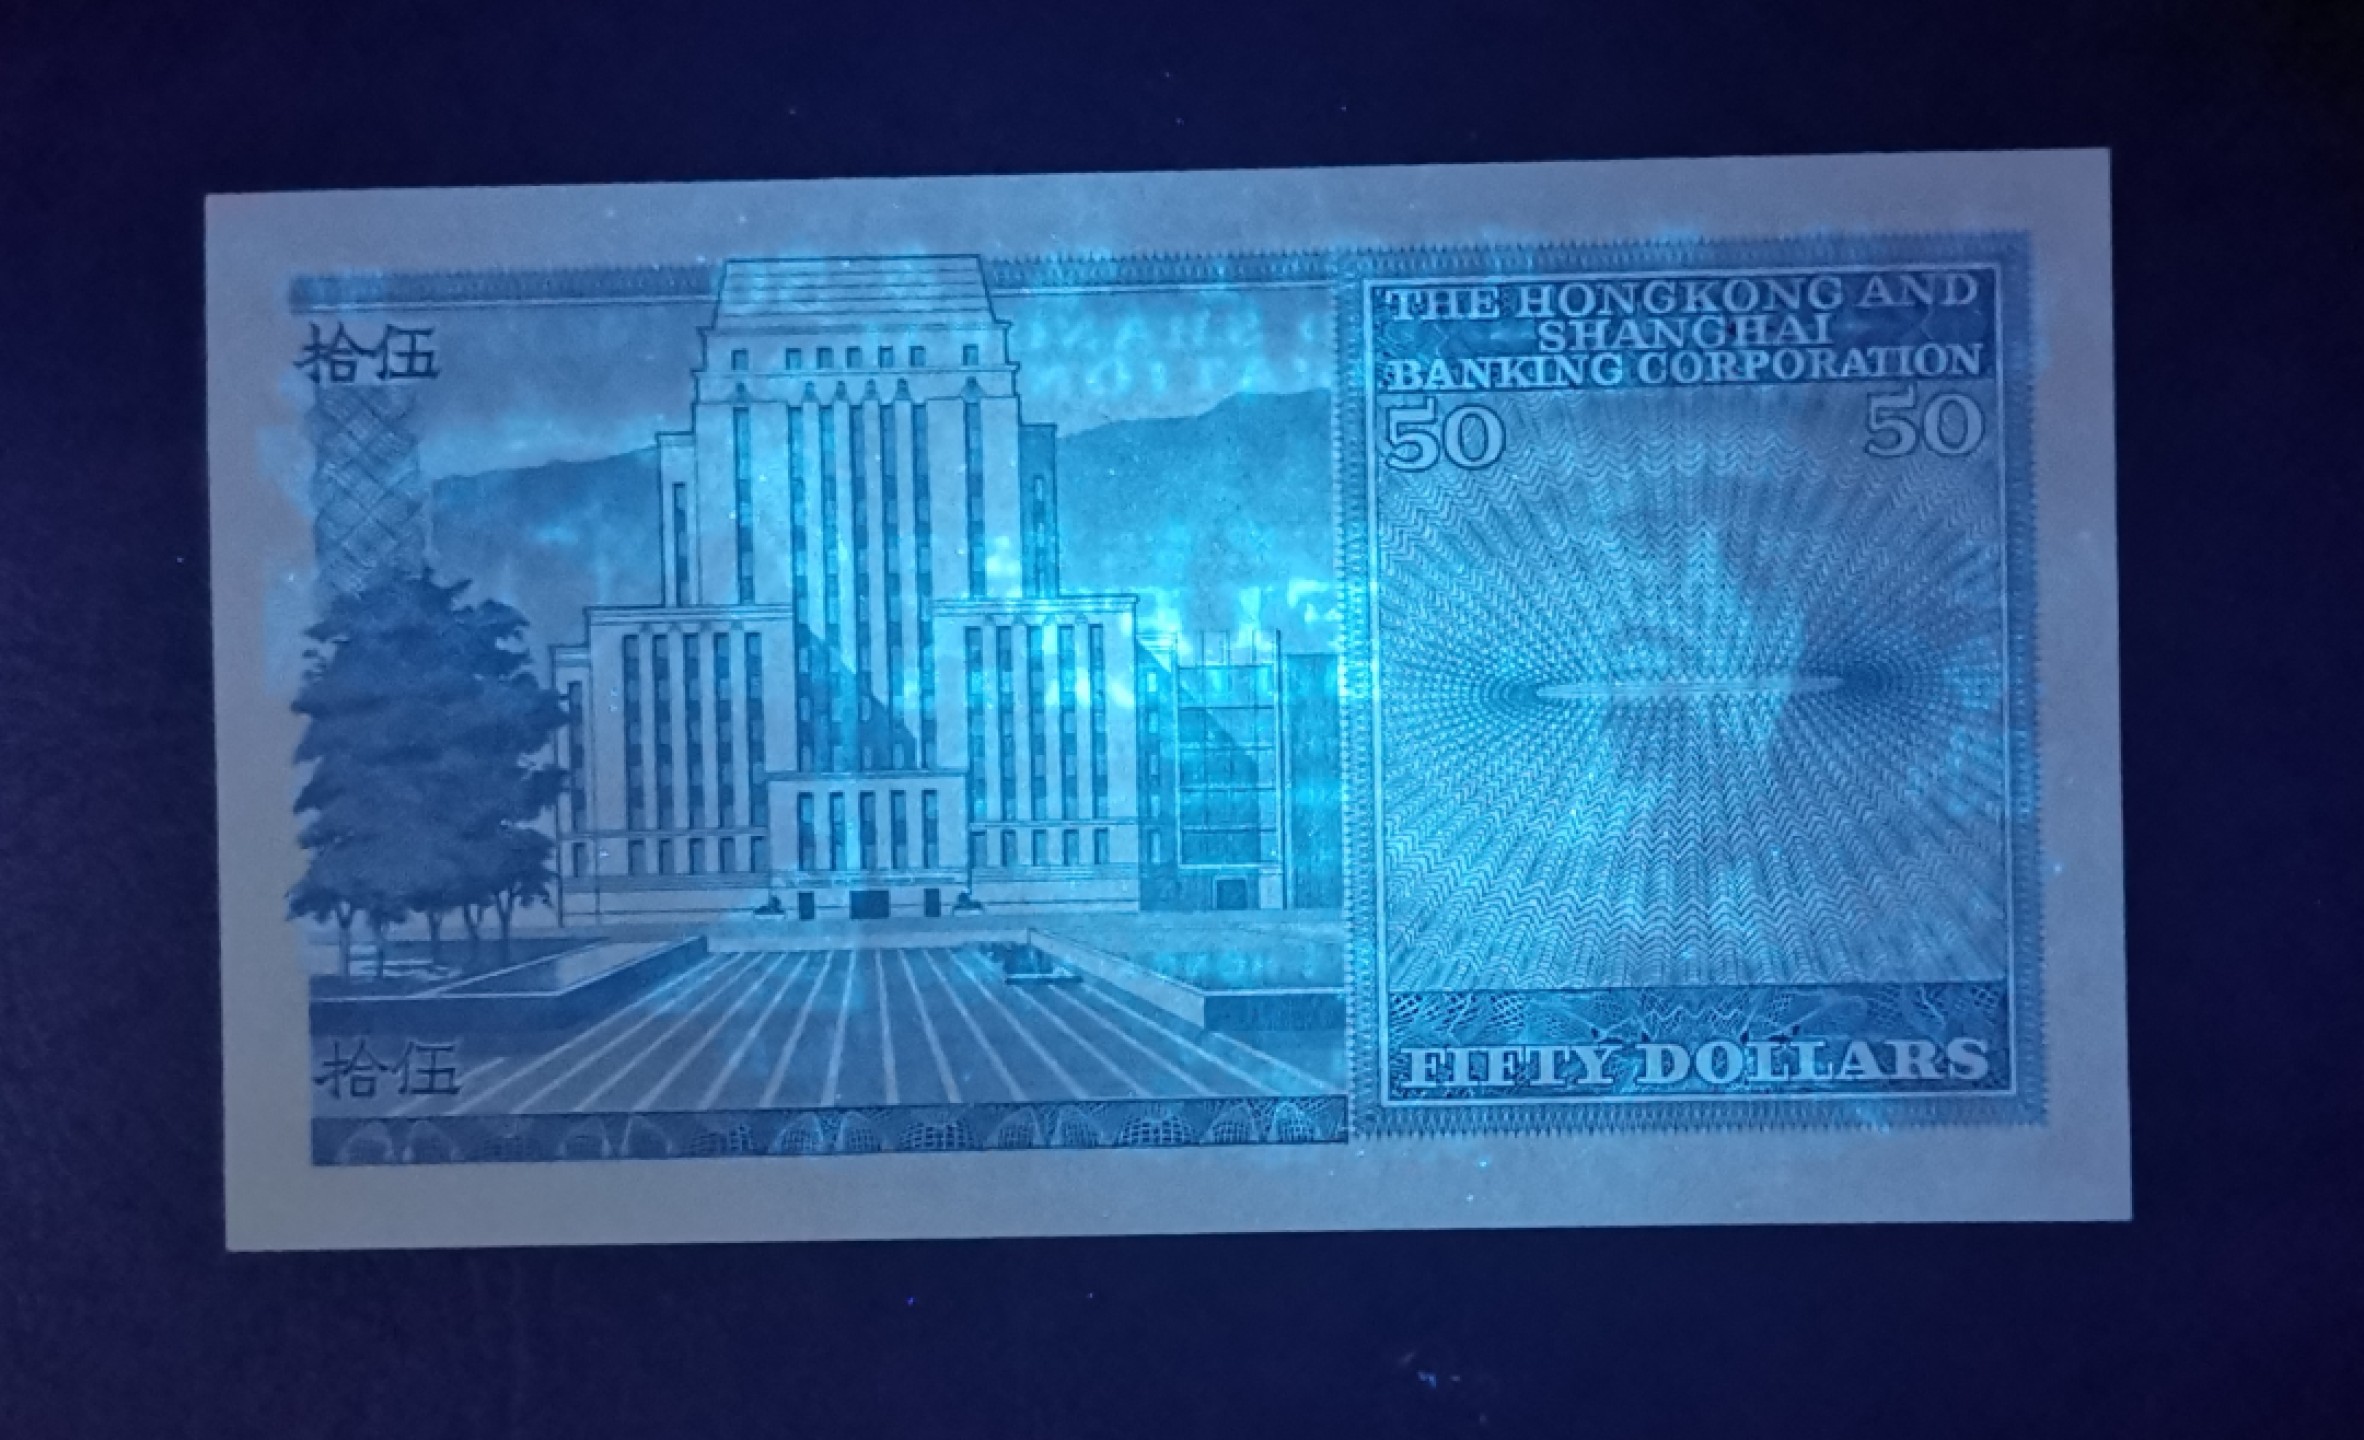 拾伍
THE HONGKONG AND
SHANGHAI
BANKING CORPORATION
50 50
拾伍
FIFTY DOLLARS